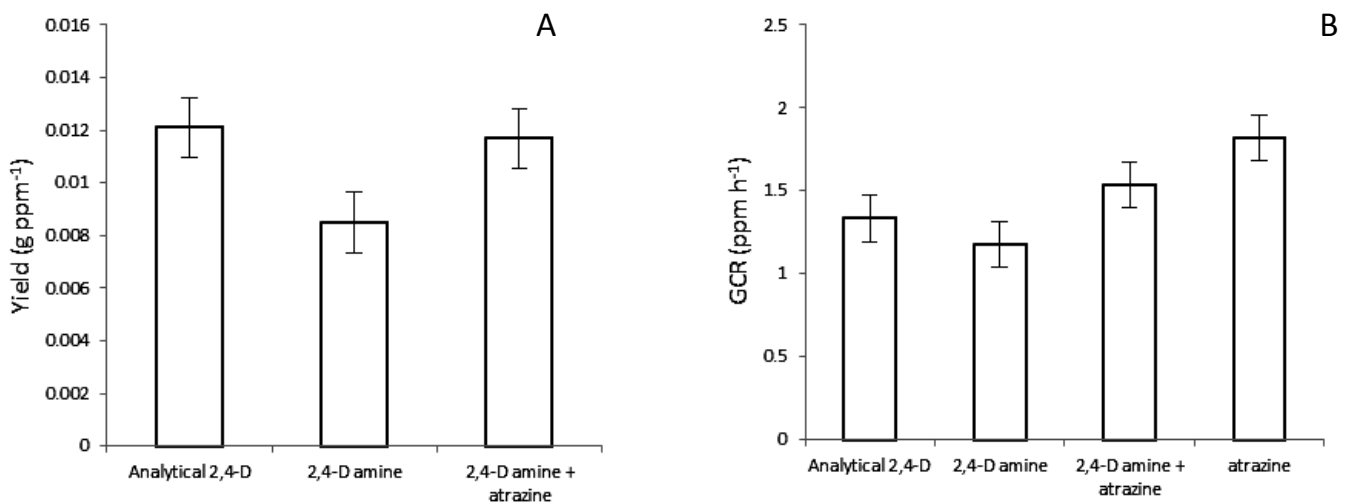 A
Yield (g ppm⁻¹)
0.016
0.014
0.012
0.01
0.008
0.006
0.004
0.002
0
Analytical 2,4-D
2,4-D amine
2,4-D amine +
atrazine
B
GCR (ppm h⁻¹)
2.5
2
1.5
1
0.5
0
Analytical 2,4-D
2,4-D amine
2,4-D amine +
atrazine
atrazine